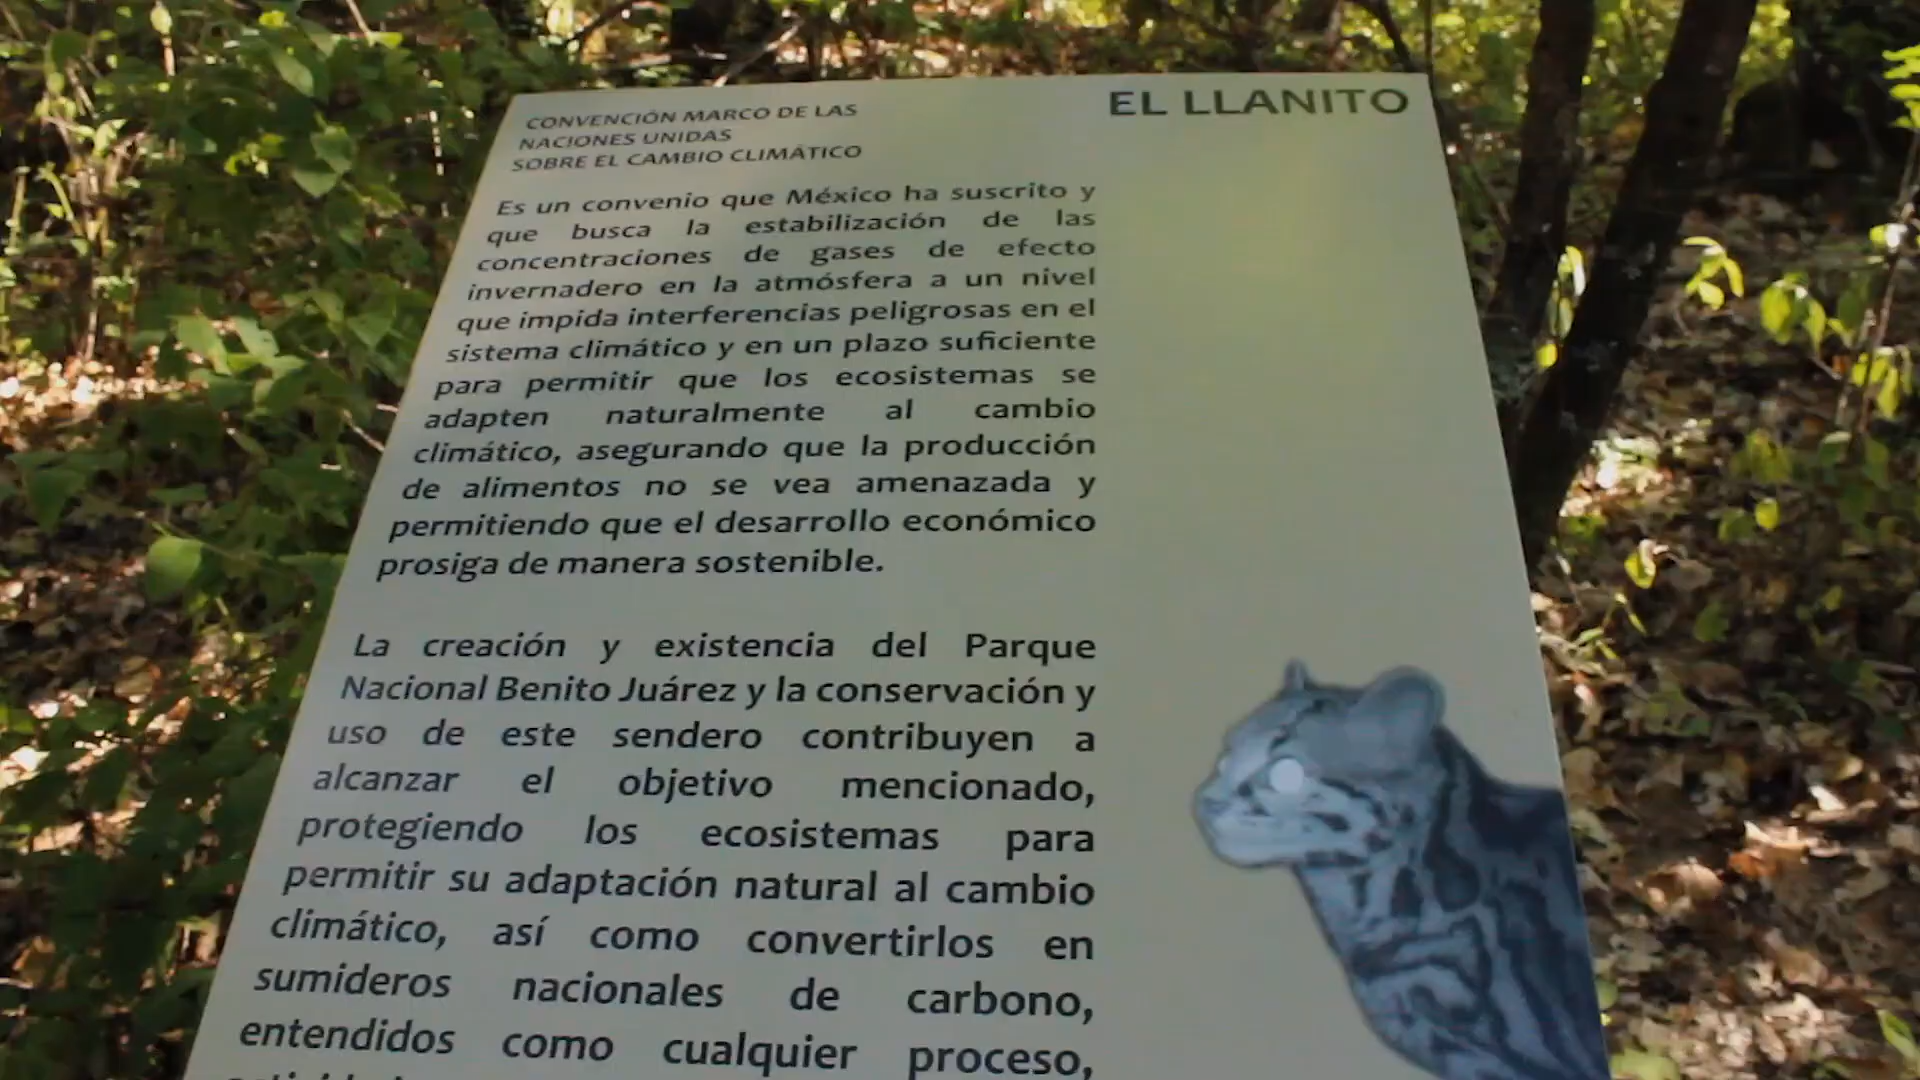 CONVENCIÓN MARCO DE LAS
NACIONES UNIDAS
SOBRE EL CAMBIO CLIMÁTICO
EL LLANITO
Es un convenio que México ha suscrito y
que busca la estabilización de las
concentraciones de gases de efecto
invernadero en la atmósfera a un nivel
que impida interferencias peligrosas en el
sistema climático y en un plazo suficiente
para permitir que los ecosistemas se
adapten naturalmente al cambio
climático, asegurando que la producción
de alimentos no se vea amenazada y
permitiendo que el desarrollo económico
prosiga de manera sostenible.
La creación y existencia del Parque
Nacional Benito Juárez y la conservación y
uso de este sendero contribuyen a
alcanzar el objetivo mencionado,
protegiendo los ecosistemas para
permitir su adaptación natural al cambio
climático, así como convertirlos en
sumideros nacionales de carbono,
entendidos como cualquier proceso,